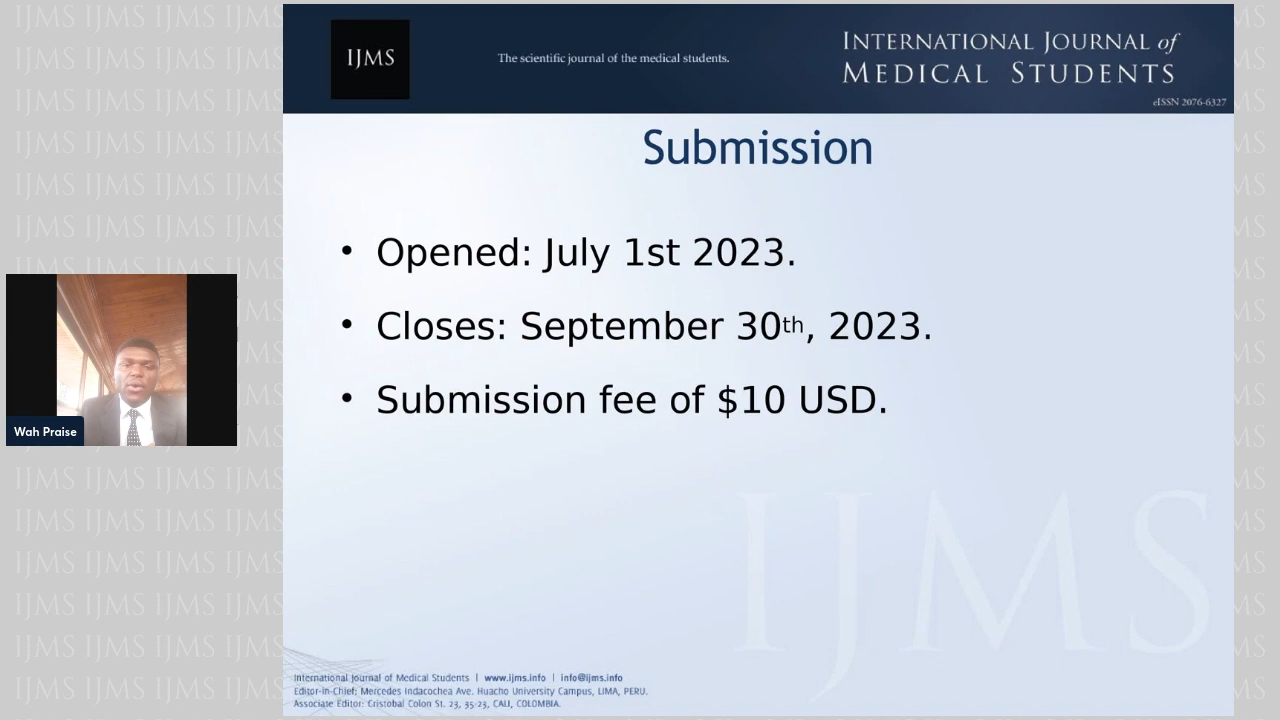 IJMS
The scientific journal of the medical students.
INTERNATIONAL JOURNAL of
MEDICAL STUDENTS
eISSN 2076-6327
Submission
• Opened: July 1st 2023.
• Closes: September 30th, 2023.
• Submission fee of $10 USD.
Wah Praise
IJMS
International Journal of Medical Students | www.ijms.info | info@ijms.info
Editor-in-Chief: Mercedes Indacochea Ave. Huacho University Campus, LIMA, PERU.
Associate Editor: Cristobal Colon St. 23, 35-23, CALI, COLOMBIA.